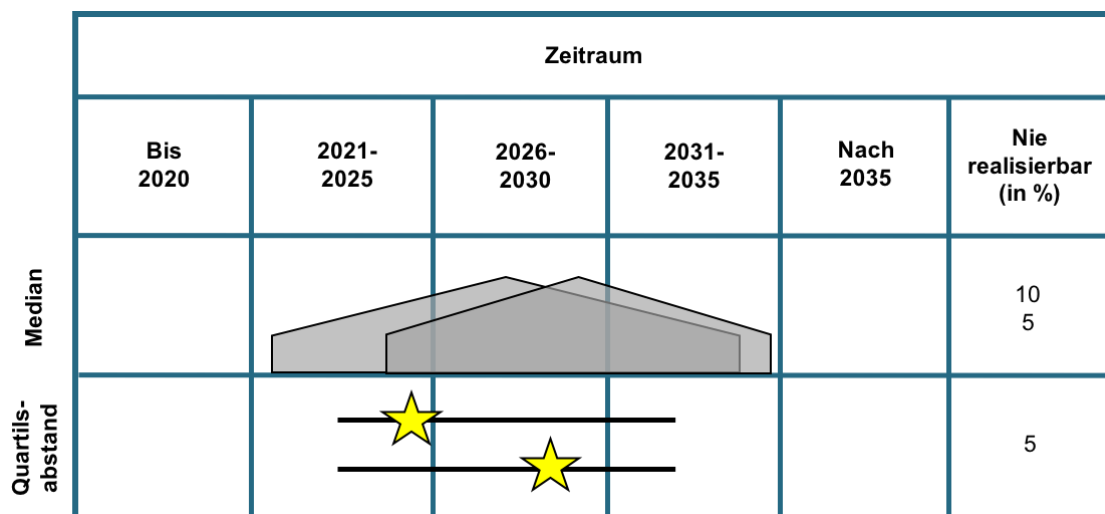 Zeitraum
Bis
2020
2021-
2025
2026-
2030
2031-
2035
Nach
2035
Nie
realisierbar
(in %)
Median
10
5
Quartils-
abstand
5